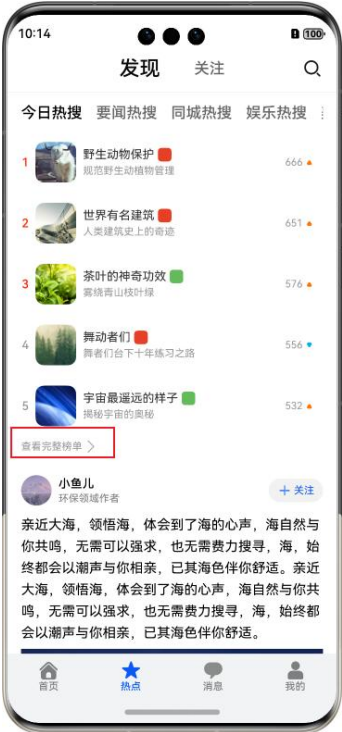 10:14
100
发现 关注
今日热搜 要闻热搜 同城热搜 娱乐热搜
1 野生动物保护 666
规范野生动植物管理
2 世界有名建筑 651
人类建筑史上的奇迹
3 茶叶的神奇功效 576
雾绕青山枝叶绿
4 舞动者们 556
舞者们台下十年练习之路
5 宇宙最遥远的样子 532
揭秘宇宙的奥秘
查看完整榜单
小鱼儿
环保领域作者
+ 关注
亲近大海，领悟海，体会到了海的心声，海自然与
你共鸣，无需可以强求，也无需费力搜寻，海，始
终都会以潮声与你相亲，已其海色伴你舒适。亲近
大海，领悟海，体会到了海的心声，海自然与你共
鸣，无需可以强求，也无需费力搜寻，海，始终都
会以潮声与你相亲，已其海色伴你舒适。
首页 热点 消息 我的